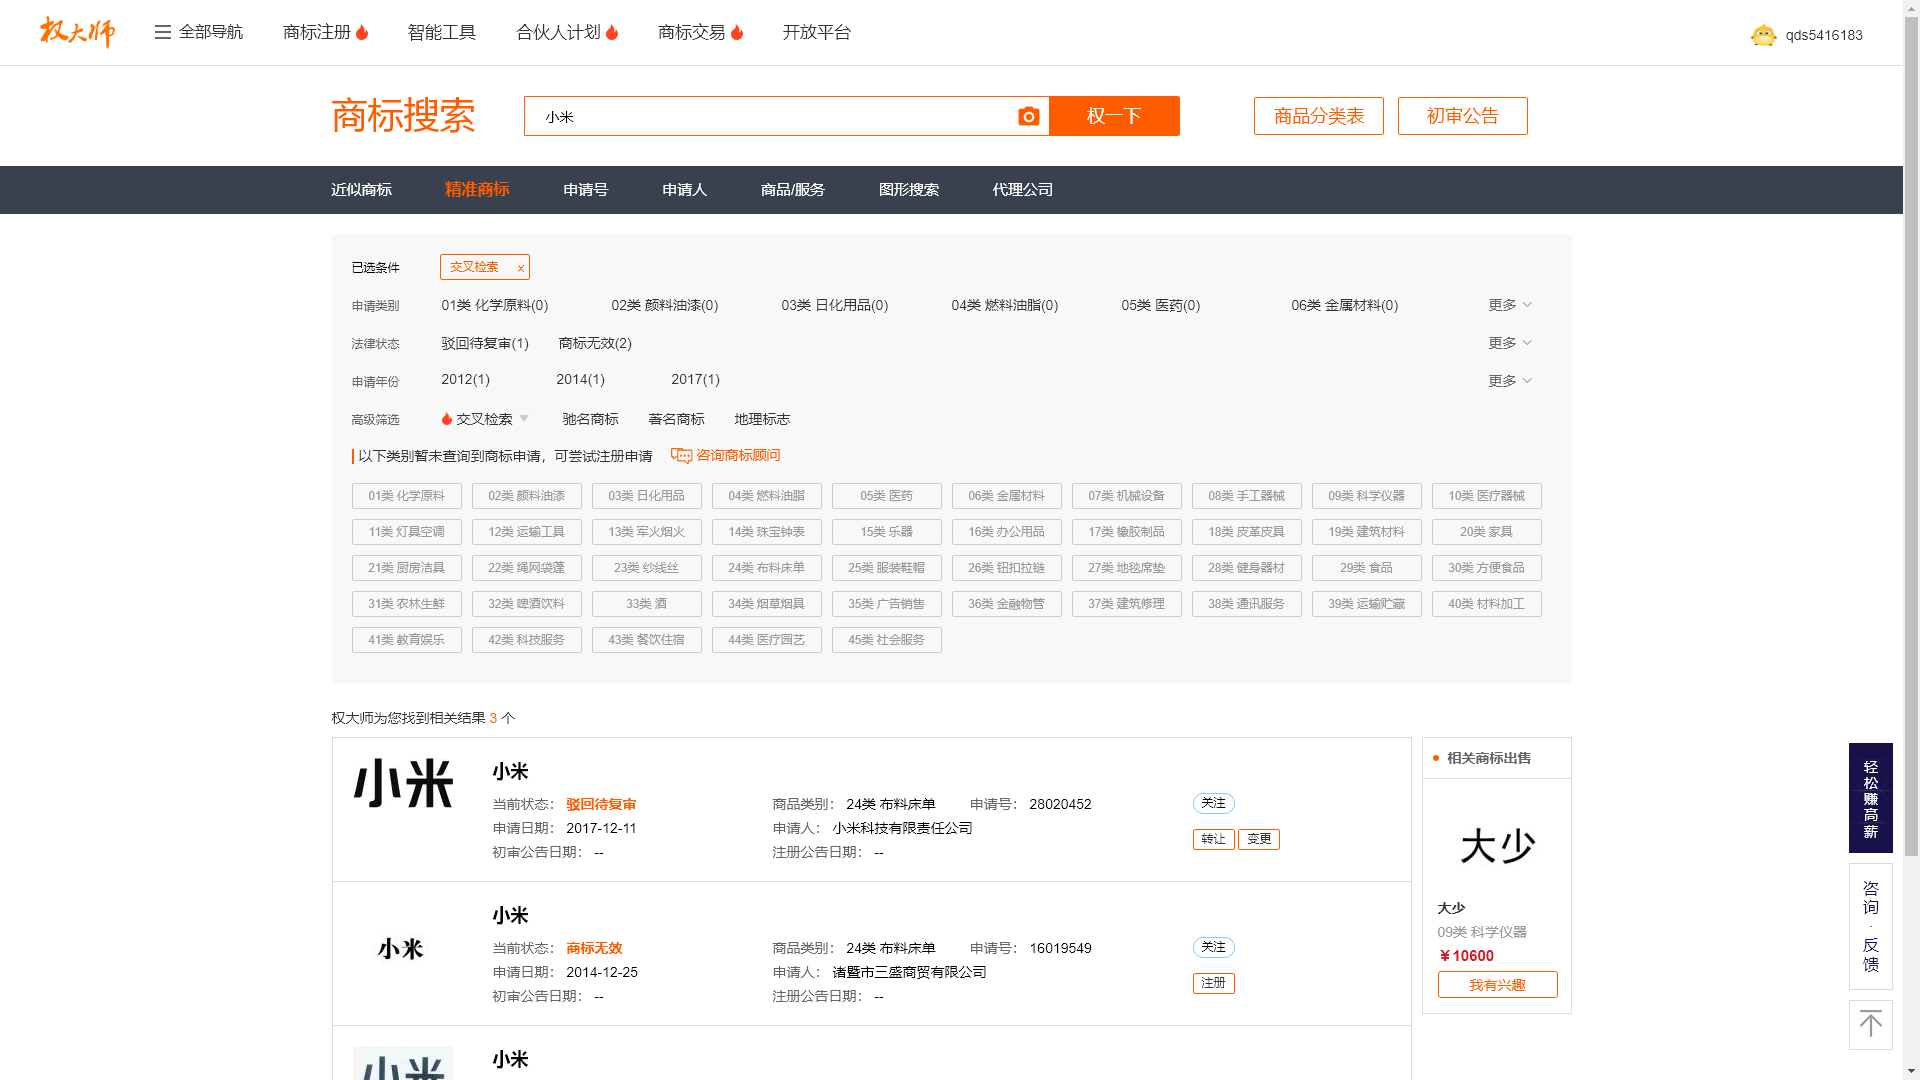 权大师 全部导航 商标注册 智能工具 合伙人计划 商标交易 开放平台 qds5416183
商标搜索 小米 权一下 商品分类表 初审公告
近似商标 精准商标 申请号 申请人 商品/服务 图形搜索 代理公司
已选条件 交叉检索 x
申请类别 01类 化学原料(0) 02类 颜料油漆(0) 03类 日化用品(0) 04类 燃料油脂(0) 05类 医药(0) 06类 金属材料(0) 更多
法律状态 驳回待复审(1) 商标无效(2) 更多
申请年份 2012(1) 2014(1) 2017(1) 更多
高级筛选 交叉检索 驰名商标 著名商标 地理标志
以下类别暂未查询到商标申请，可尝试注册申请 咨询商标顾问
01类 化学原料 02类 颜料油漆 03类 日化用品 04类 燃料油脂 05类 医药 06类 金属材料 07类 机械设备 08类 手工器械 09类 科学仪器 10类 医疗器械
11类 灯具空调 12类 运输工具 13类 军火烟火 14类 珠宝钟表 15类 乐器 16类 办公用品 17类 橡胶制品 18类 皮革皮具 19类 建筑材料 20类 家具
21类 厨房洁具 22类 绳网袋篷 23类 纱线丝 24类 布料床单 25类 服装鞋帽 26类 钮扣拉链 27类 地毯席垫 28类 健身器材 29类 食品 30类 方便食品
31类 农林生鲜 32类 啤酒饮料 33类 酒 34类 烟草烟具 35类 广告销售 36类 金融物管 37类 建筑修理 38类 通讯服务 39类 运输贮藏 40类 材料加工
41类 教育娱乐 42类 科技服务 43类 餐饮住宿 44类 医疗园艺 45类 社会服务
权大师为您找到相关结果 3 个
小米
小米
当前状态： 驳回待复审 商品类别： 24类 布料床单 申请号： 28020452 关注
申请日期： 2017-12-11 申请人： 小米科技有限责任公司 转让 变更
初审公告日期： -- 注册公告日期： --
小米
小米
当前状态： 商标无效 商品类别： 24类 布料床单 申请号： 16019549 关注
申请日期： 2014-12-25 申请人： 诸暨市三盛商贸有限公司 注册
初审公告日期： -- 注册公告日期： --
小米
小米
相关商标出售
大少
大少
09类 科学仪器
￥10600
我有兴趣
轻松赚高薪
咨询·反馈